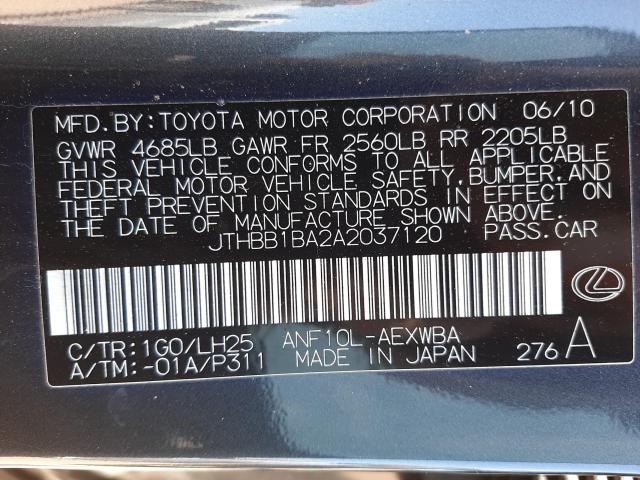 MFD.BY:TOYOTA MOTOR CORPORATION 06/10
GVWR 4685LB GAWR FR 2560LB RR 2205LB
THIS VEHICLE CONFORMS TO ALL APPLICABLE
FEDERAL MOTOR VEHICLE SAFETY,BUMPER,AND
THEFT PREVENTION STANDARDS IN EFFECT ON
THE DATE OF MANUFACTURE SHOWN ABOVE.
JTHBB1BA2A2037120 PASS.CAR
C/TR:1G0/LH25 ANF10L-AEXWBA
A/TM:-01A/P311 MADE IN JAPAN 276 A